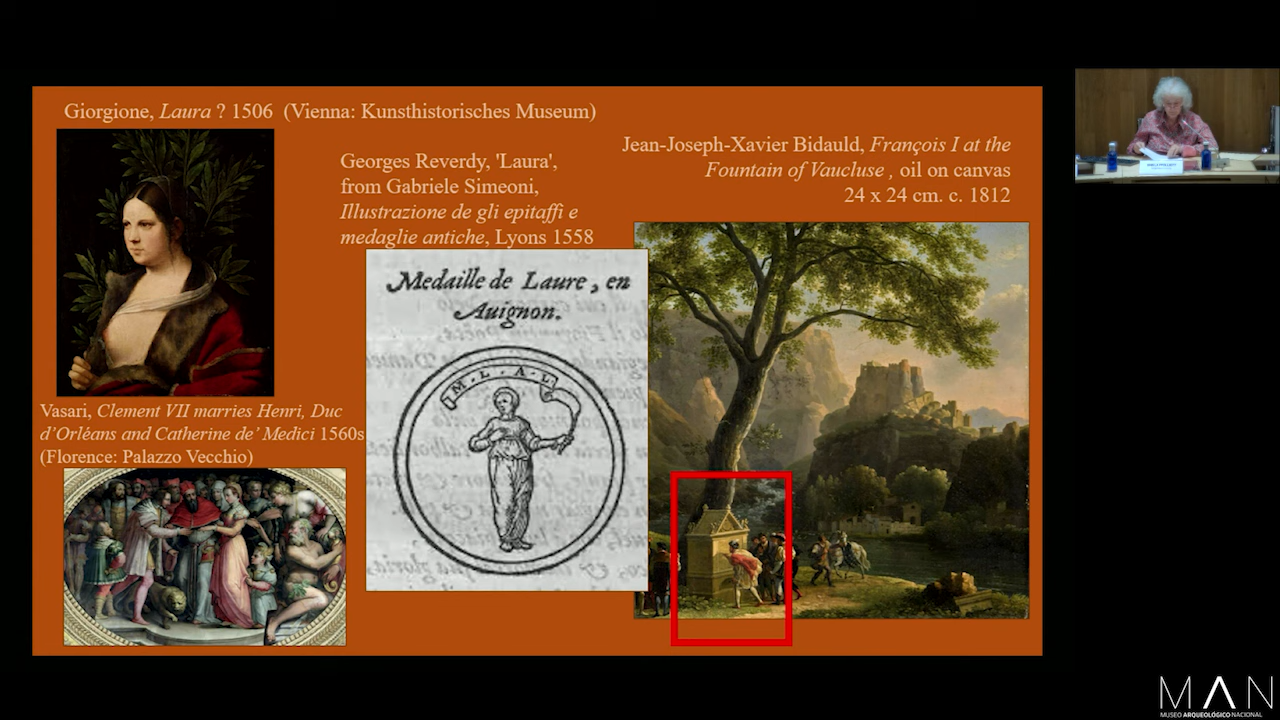 Giorgione, Laura ? 1506 (Vienna: Kunsthistorisches Museum)
Georges Reverdy, 'Laura',
from Gabriele Simeoni,
Illustrazione de gli epitaffi e
medaglie antiche, Lyons 1558
Jean-Joseph-Xavier Bidauld, François I at the
Fountain of Vaucluse , oil on canvas
24 x 24 cm. c. 1812
Medaille de Laure, en
Auignon.
M. L. A. L
Vasari, Clement VII marries Henri, Duc
d'Orléans and Catherine de' Medici 1560s
(Florence: Palazzo Vecchio)
MAN
MUSEO ARQUEOLÓGICO NACIONAL